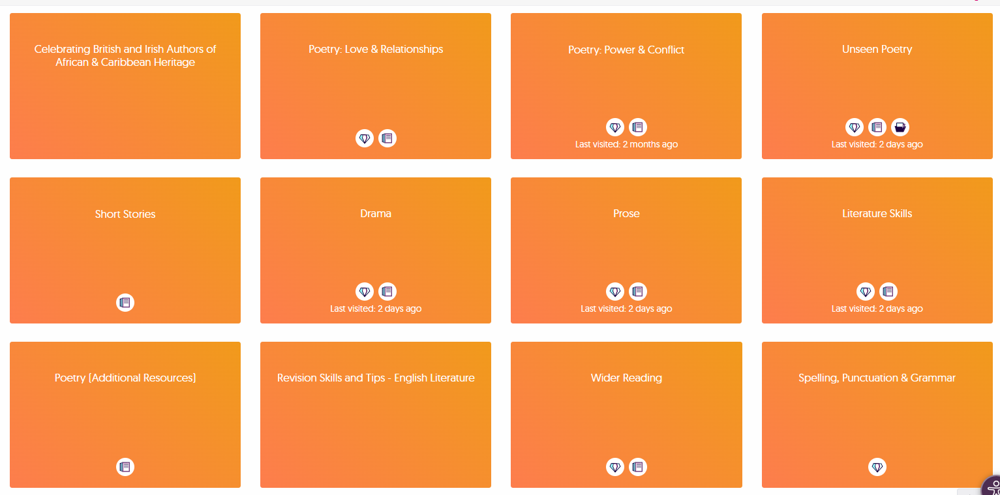 Celebrating British and Irish Authors of
African & Caribbean Heritage
Poetry: Love & Relationships
Poetry: Power & Conflict
Last visited: 2 months ago
Unseen Poetry
Last visited: 2 days ago
Short Stories
Drama
Last visited: 2 days ago
Prose
Last visited: 2 days ago
Literature Skills
Last visited: 2 days ago
Poetry (Additional Resources)
Revision Skills and Tips - English Literature
Wider Reading
Spelling, Punctuation & Grammar